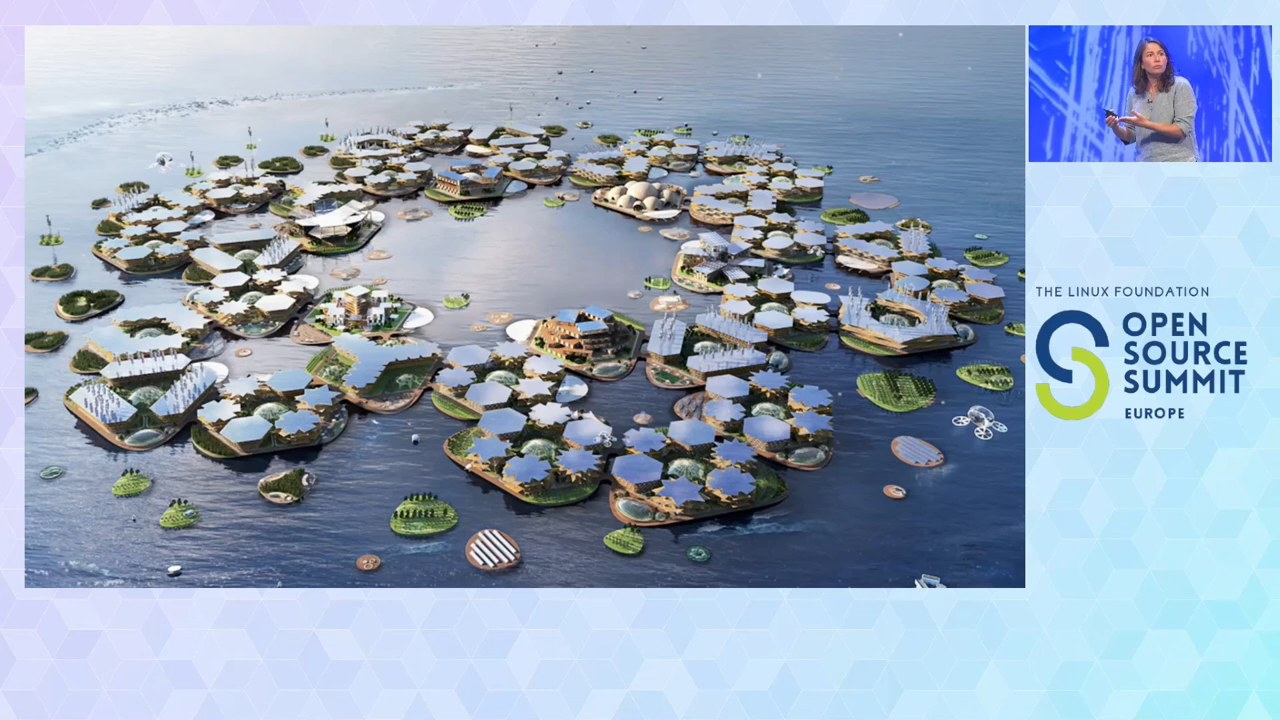 THE LINUX FOUNDATION
OPEN
SOURCE
SUMMIT
EUROPE